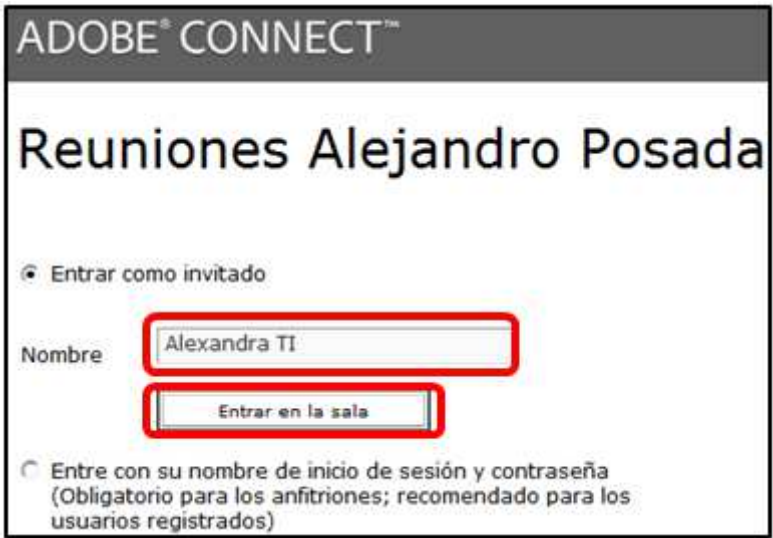 ADOBE® CONNECT™
Reuniones Alejandro Posada
Entrar como invitado
Nombre
Alexandra TI
Entrar en la sala
Entre con su nombre de inicio de sesión y contraseña
(Obligatorio para los anfitriones; recomendado para los
usuarios registrados)